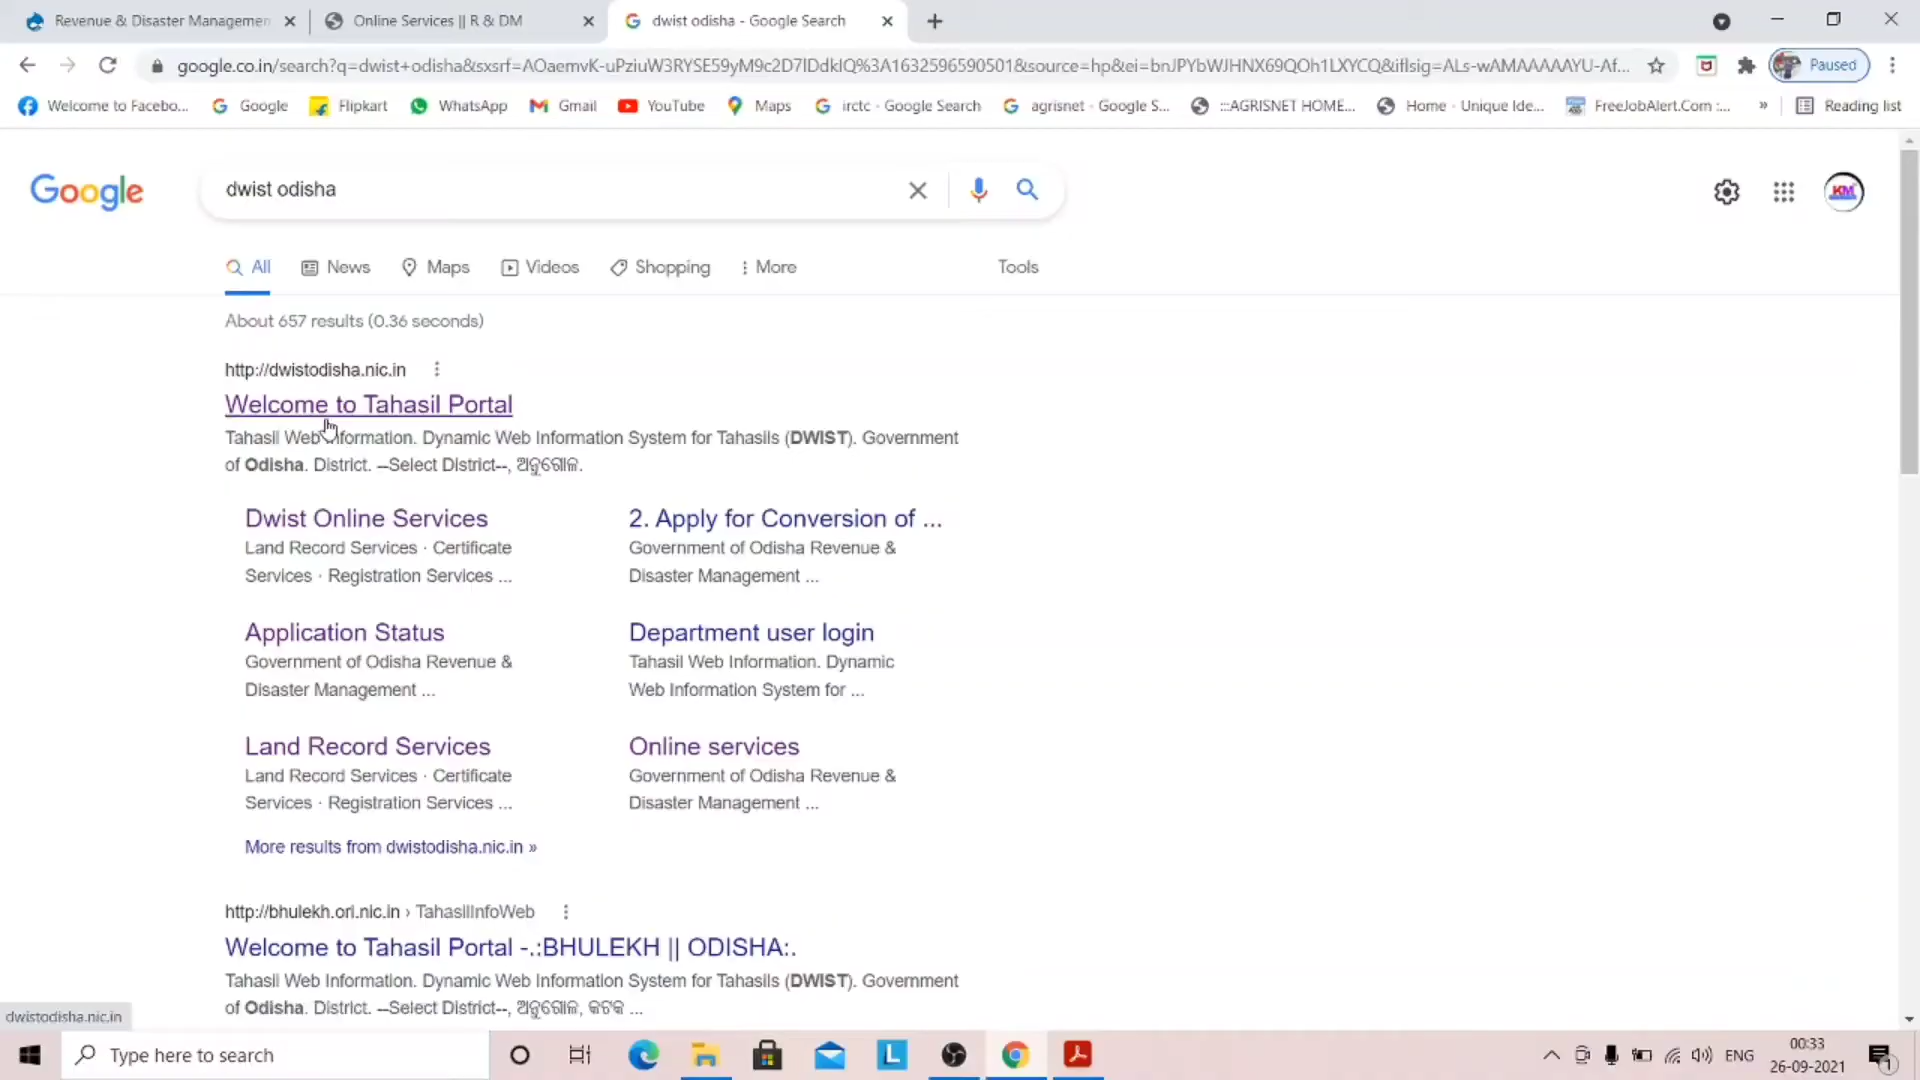 Revenue & Disaster Managemen
Online Services || R & DM
dwist odisha - Google Search
google.co.in/search?q=dwist+odisha&sxsrf=AOaemvK-uPziuW3RYSE59yM9c2D7lDdkIQ%3A1632596590501&source=hp&ei=bnJPYbWJHNX69QOh1LXYCQ&iflsig=ALs-wAMAAAAAYU-Af...
Paused
Welcome to Facebo...
Google
Flipkart
WhatsApp
Gmail
YouTube
Maps
irctc - Google Search
agrisnet - Google S...
:::AGRISNET HOME...
Home - Unique Ide...
FreeJobAlert.Com :...
»
Reading list
Google
dwist odisha
KM
All
News
Maps
Videos
Shopping
More
Tools
About 657 results (0.36 seconds)
http://dwistodisha.nic.in
Welcome to Tahasil Portal
Tahasil Web Information. Dynamic Web Information System for Tahasils (DWIST). Government
of Odisha. District. --Select District--, ଅନୁଗୋଳ.
Dwist Online Services
Land Record Services · Certificate
Services · Registration Services ...
2. Apply for Conversion of ...
Government of Odisha Revenue &
Disaster Management ...
Application Status
Government of Odisha Revenue &
Disaster Management ...
Department user login
Tahasil Web Information. Dynamic
Web Information System for ...
Land Record Services
Land Record Services · Certificate
Services · Registration Services ...
Online services
Government of Odisha Revenue &
Disaster Management ...
More results from dwistodisha.nic.in »
http://bhulekh.ori.nic.in › TahasilInfoWeb
Welcome to Tahasil Portal -.:BHULEKH || ODISHA:.
Tahasil Web Information. Dynamic Web Information System for Tahasils (DWIST). Government
of Odisha. District. --Select District--, ଅନୁଗୋଳ, କଟକ ...
dwistodisha.nic.in
Type here to search
L
ENG
00:33
26-09-2021
1